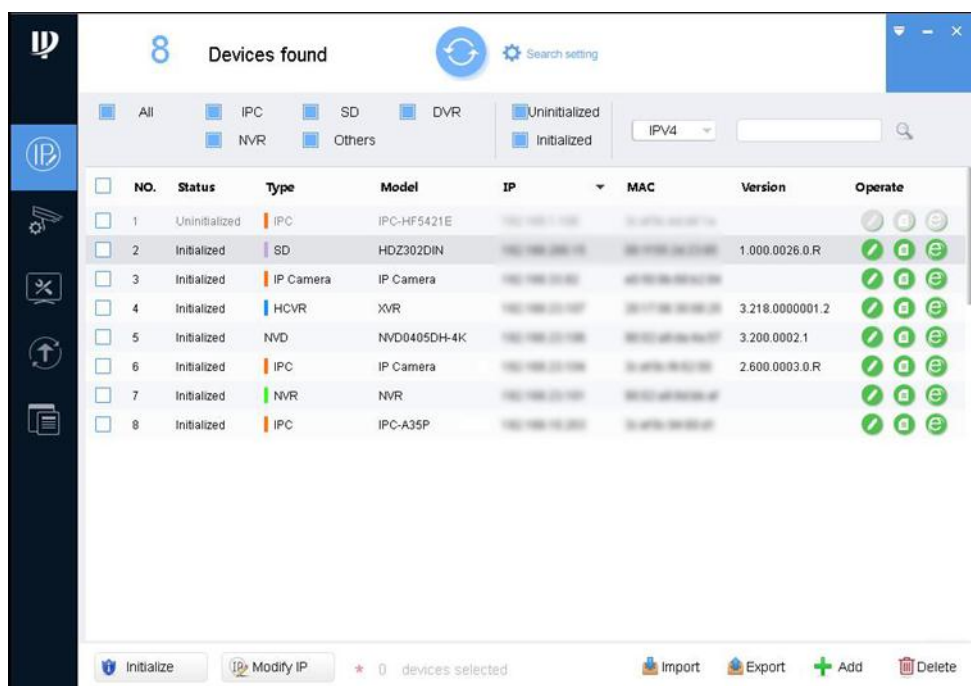 8 Devices found Search setting
All IPC SD DVR Uninitialized
NVR Others Initialized IPV4
NO. Status Type Model IP MAC Version Operate
1 Uninitialized IPC IPC-HF5421E
2 Initialized SD HDZ302DIN 1.000.0026.0.R
3 Initialized IP Camera IP Camera
4 Initialized HCVR XVR 3.218.0000001.2
5 Initialized NVD NVD0405DH-4K 3.200.0002.1
6 Initialized IPC IP Camera 2.600.0003.0.R
7 Initialized NVR NVR
8 Initialized IPC IPC-A35P
Initialize Modify IP * 0 devices selected Import Export Add Delete